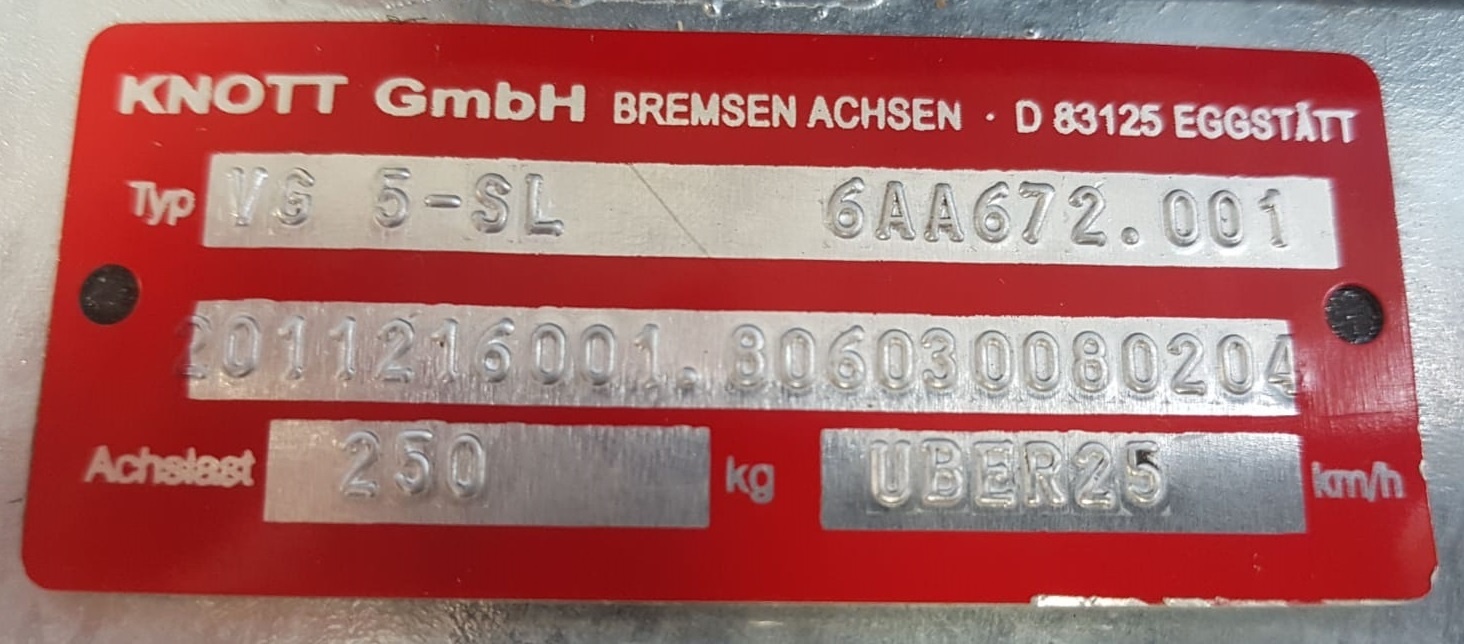 KNOTT GmbH BREMSEN ACHSEN · D 83125 EGGSTÄTT
Typ VG 5-SL 6AA672.001
2011216001.806030080204
Achslast 250 kg UBER25 km/h